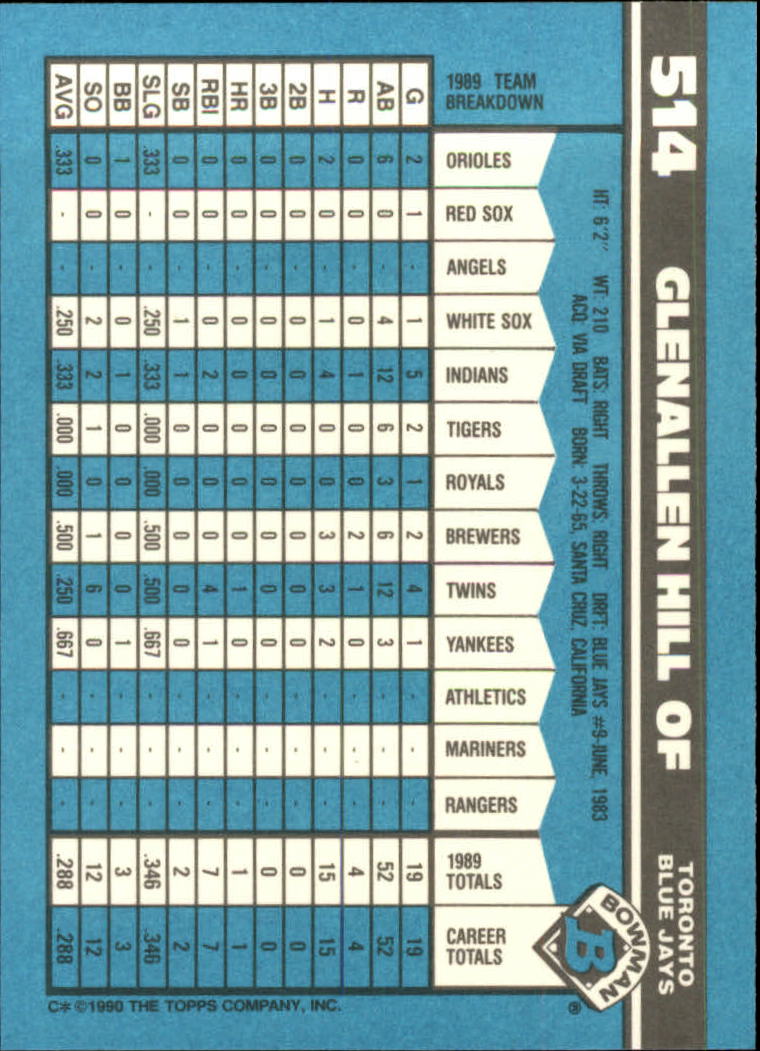 514 GLENALLEN HILL OF
TORONTO
BLUE JAYS
BOWMAN
B
HT: 6'2" WT: 210 BATS: RIGHT THROWS: RIGHT DRFT: BLUE JAYS #9-JUNE, 1983
ACQ: VIA DRAFT BORN: 3-22-65, SANTA CRUZ, CALIFORNIA
®
1989 TEAM
BREAKDOWN
ORIOLES
RED SOX
ANGELS
WHITE SOX
INDIANS
TIGERS
ROYALS
BREWERS
TWINS
YANKEES
ATHLETICS
MARINERS
RANGERS
1989
TOTALS
CAREER
TOTALS
G 2 1 - 1 5 2 1 2 4 1 - - - 19 19
AB 6 0 - 4 12 6 3 6 12 3 - - - 52 52
R 0 0 - 0 1 0 0 2 1 0 - - - 4 4
H 2 0 - 1 4 0 0 3 3 2 - - - 15 15
2B 0 0 - 0 0 0 0 0 0 0 - - - 0 0
3B 0 0 - 0 0 0 0 0 0 0 - - - 0 0
HR 0 0 - 0 0 0 0 0 1 0 - - - 1 1
RBI 0 0 - 0 2 0 0 0 4 1 - - - 7 7
SB 0 0 - 1 1 0 0 0 0 0 - - - 2 2
SLG .333 - - .250 .333 .000 .000 .500 .500 .667 - - - .346 .346
BB 1 0 - 0 1 0 0 0 0 1 - - - 3 3
SO 0 0 - 2 2 1 0 1 6 0 - - - 12 12
AVG .333 - - .250 .333 .000 .000 .500 .250 .667 - - - .288 .288
C* ©1990 THE TOPPS COMPANY, INC.